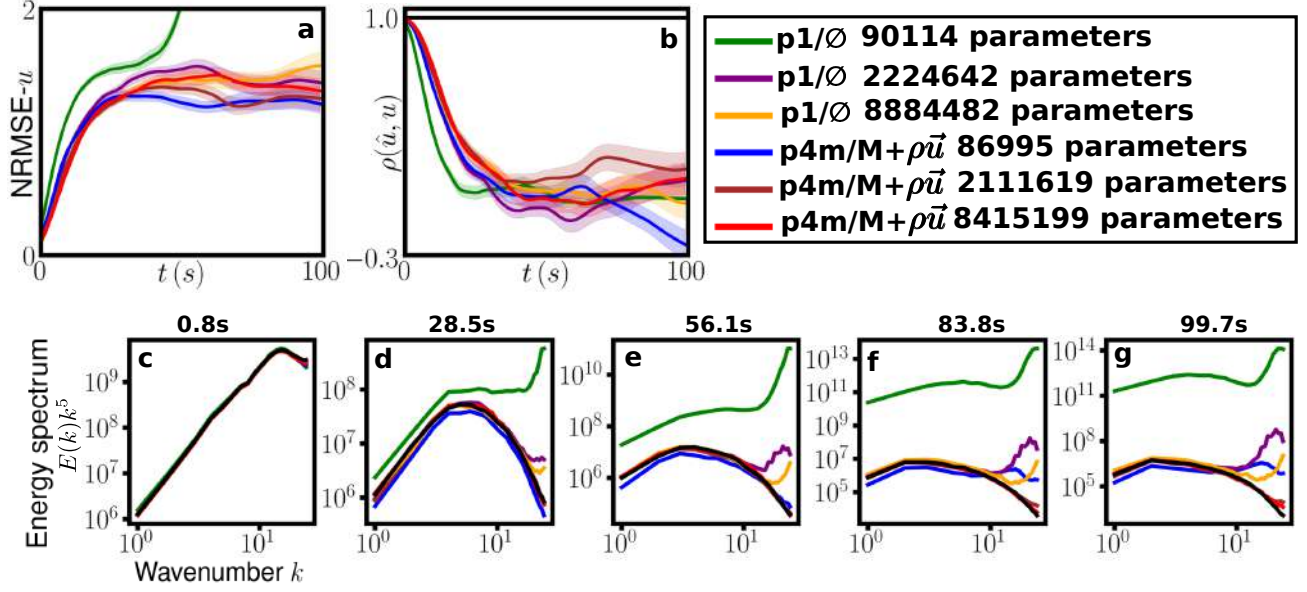 2
a
NRMSE-u
0
0
t (s)
100
1.0
b
ρ(û, u)
−0.3
0
t (s)
100
p1/∅ 90114 parameters
p1/∅ 2224642 parameters
p1/∅ 8884482 parameters
p4m/M+ρu⃗ 86995 parameters
p4m/M+ρu⃗ 2111619 parameters
p4m/M+ρu⃗ 8415199 parameters
Energy spectrum
E(k)k⁵
0.8s
c
10⁹
10⁸
10⁷
10⁶
10⁰
10¹
Wavenumber k
28.5s
d
10⁸
10⁷
10⁶
10⁰
10¹
56.1s
e
10¹⁰
10⁸
10⁶
10⁰
10¹
83.8s
f
10¹³
10¹¹
10⁹
10⁷
10⁵
10⁰
10¹
99.7s
g
10¹⁴
10¹¹
10⁸
10⁵
10⁰
10¹